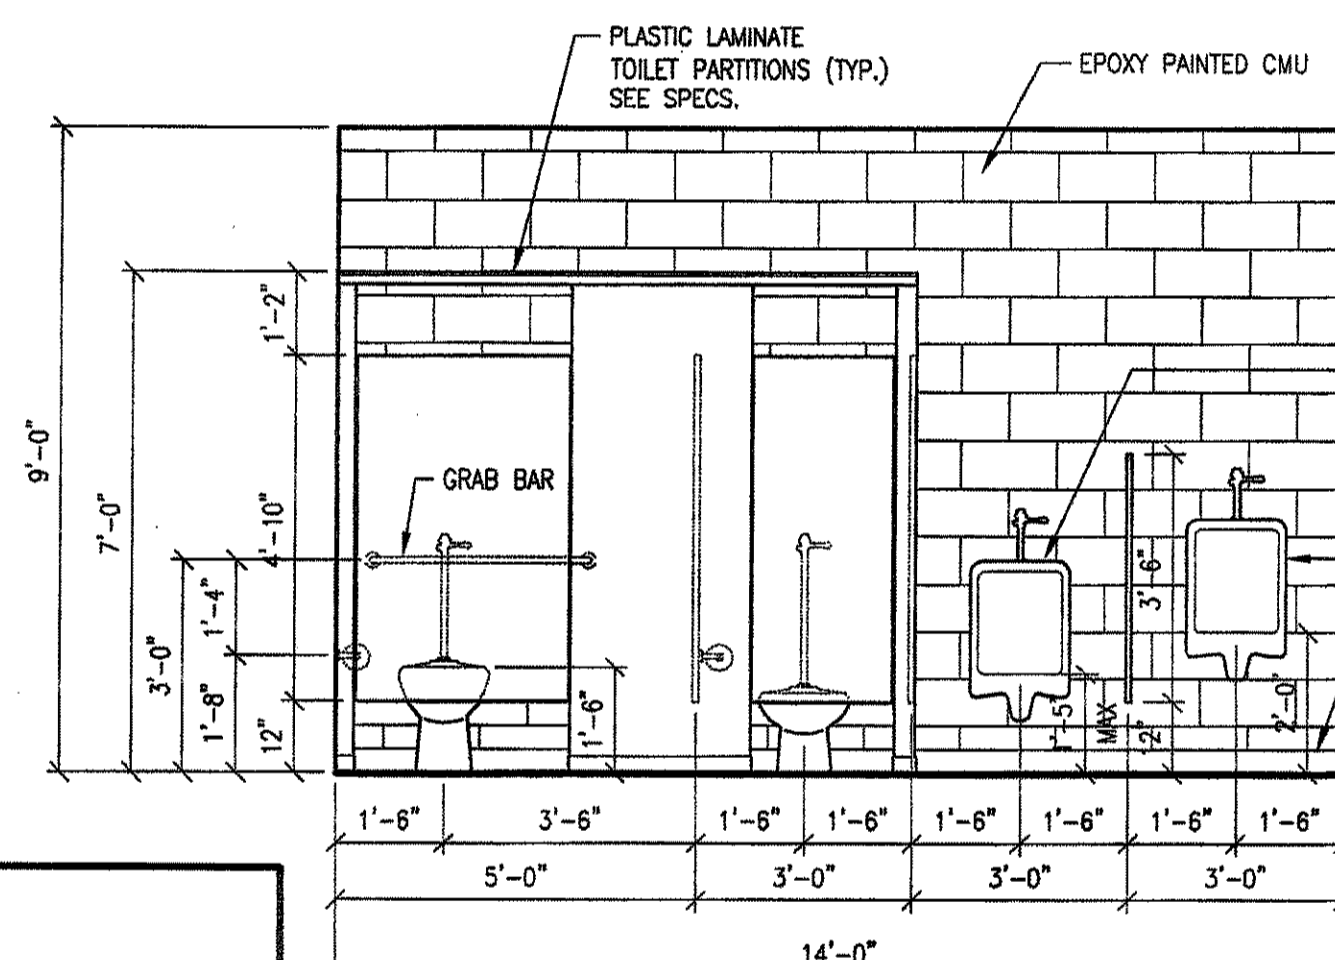 PLASTIC LAMINATE
TOILET PARTITIONS (TYP.)
SEE SPECS.
EPOXY PAINTED CMU
9'-0"
7'-0"
1'-2"
4'-10"
12"
3'-0"
1'-4"
1'-8"
GRAB BAR
1'-6"
1'-5"
MAX
3'-6"
12"
2'-0"
1'-6" 3'-6" 1'-6" 1'-6" 1'-6" 1'-6" 1'-6" 1'-6"
5'-0" 3'-0" 3'-0" 3'-0"
14'-0"